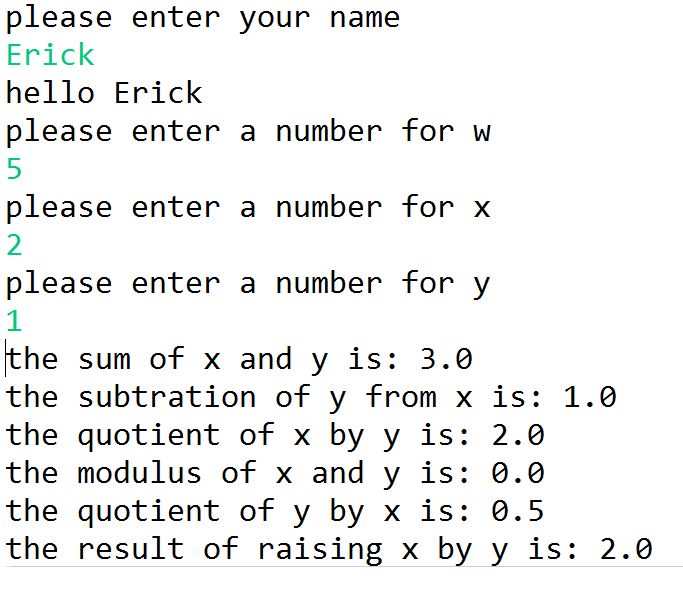 please enter your name
Erick
hello Erick
please enter a number for w
5
please enter a number for x
2
please enter a number for y
1
the sum of x and y is: 3.0
the subtration of y from x is: 1.0
the quotient of x by y is: 2.0
the modulus of x and y is: 0.0
the quotient of y by x is: 0.5
the result of raising x by y is: 2.0